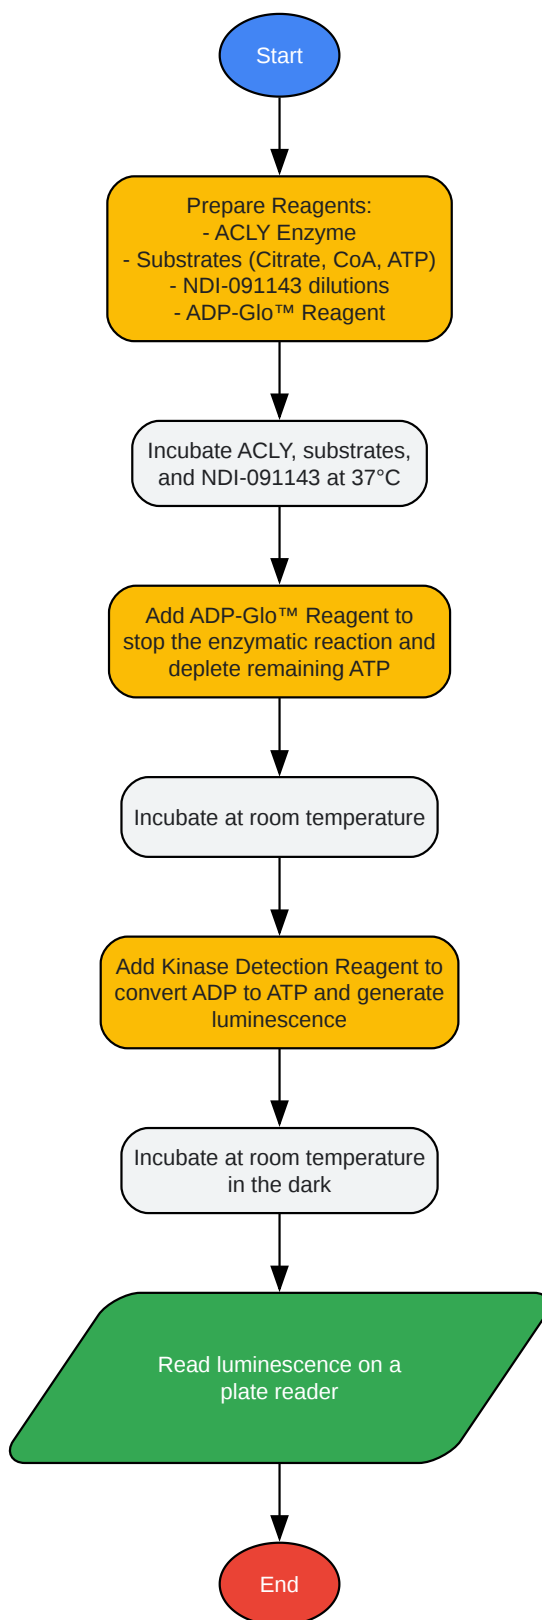 Start
Prepare Reagents:
- ACLY Enzyme
- Substrates (Citrate, CoA, ATP)
- NDI-091143 dilutions
- ADP-Glo™ Reagent
Incubate ACLY, substrates,
and NDI-091143 at 37°C
Add ADP-Glo™ Reagent to
stop the enzymatic reaction and
deplete remaining ATP
Incubate at room temperature
Add Kinase Detection Reagent to
convert ADP to ATP and generate
luminescence
Incubate at room temperature
in the dark
Read luminescence on a
plate reader
End